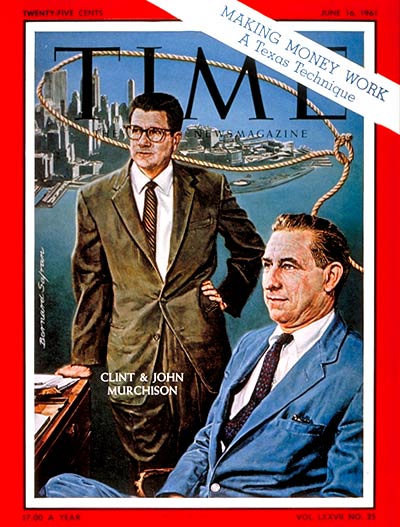 TWENTY-FIVE CENTS
JUNE 16, 1961
MAKING MONEY WORK
A Texas Technique
TIME
THE NEWSMAGAZINE
Bernard Safran
CLINT & JOHN
MURCHISON
$7.00 A YEAR
VOL. LXXVII NO. 25